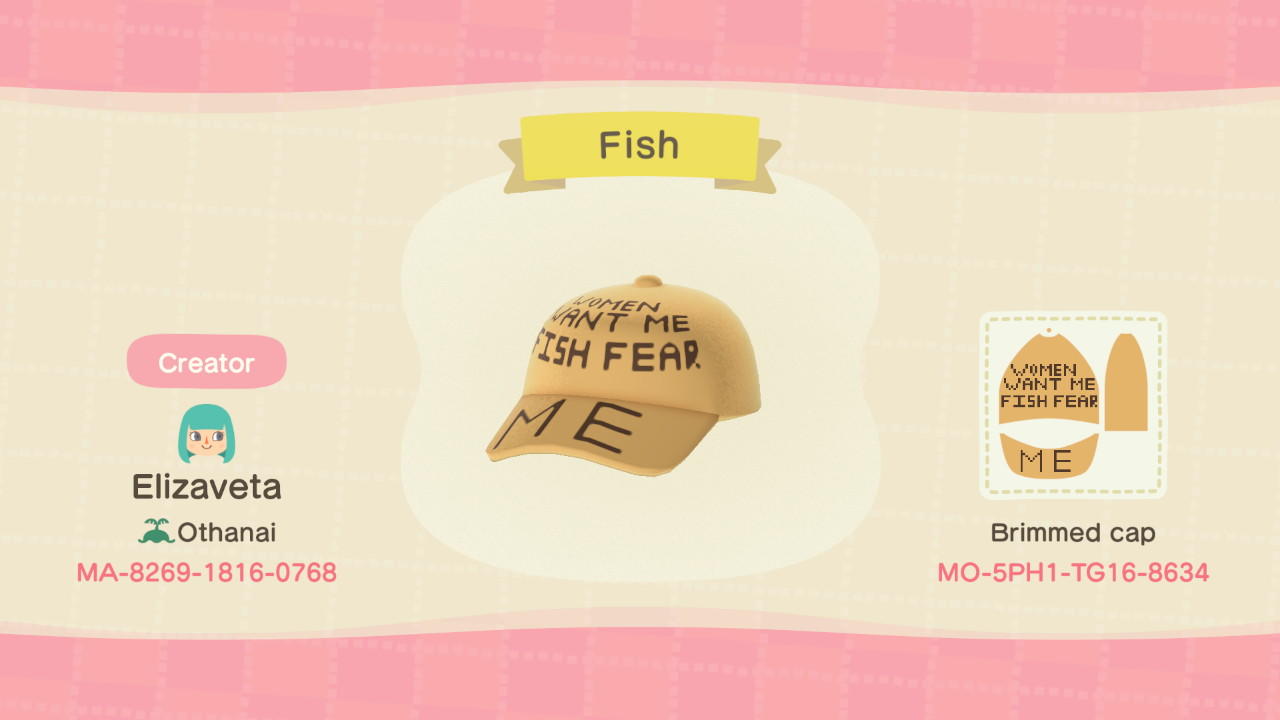 Fish
WOMEN
WANT ME
FISH FEAR
ME
Creator
Elizaveta
Othanai
MA-8269-1816-0768
WOMEN
WANT ME
FISH FEAR
ME
Brimmed cap
MO-5PH1-TG16-8634